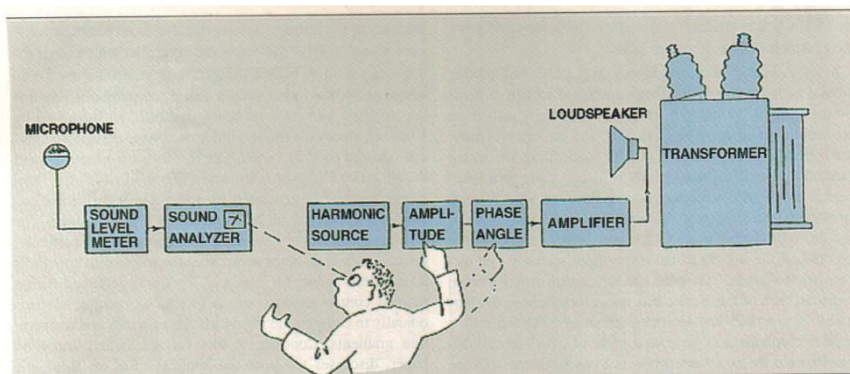 MICROPHONE
SOUND
LEVEL
METER
SOUND
ANALYZER
HARMONIC
SOURCE
AMPLI-
TUDE
PHASE
ANGLE
AMPLIFIER
LOUDSPEAKER
TRANSFORMER